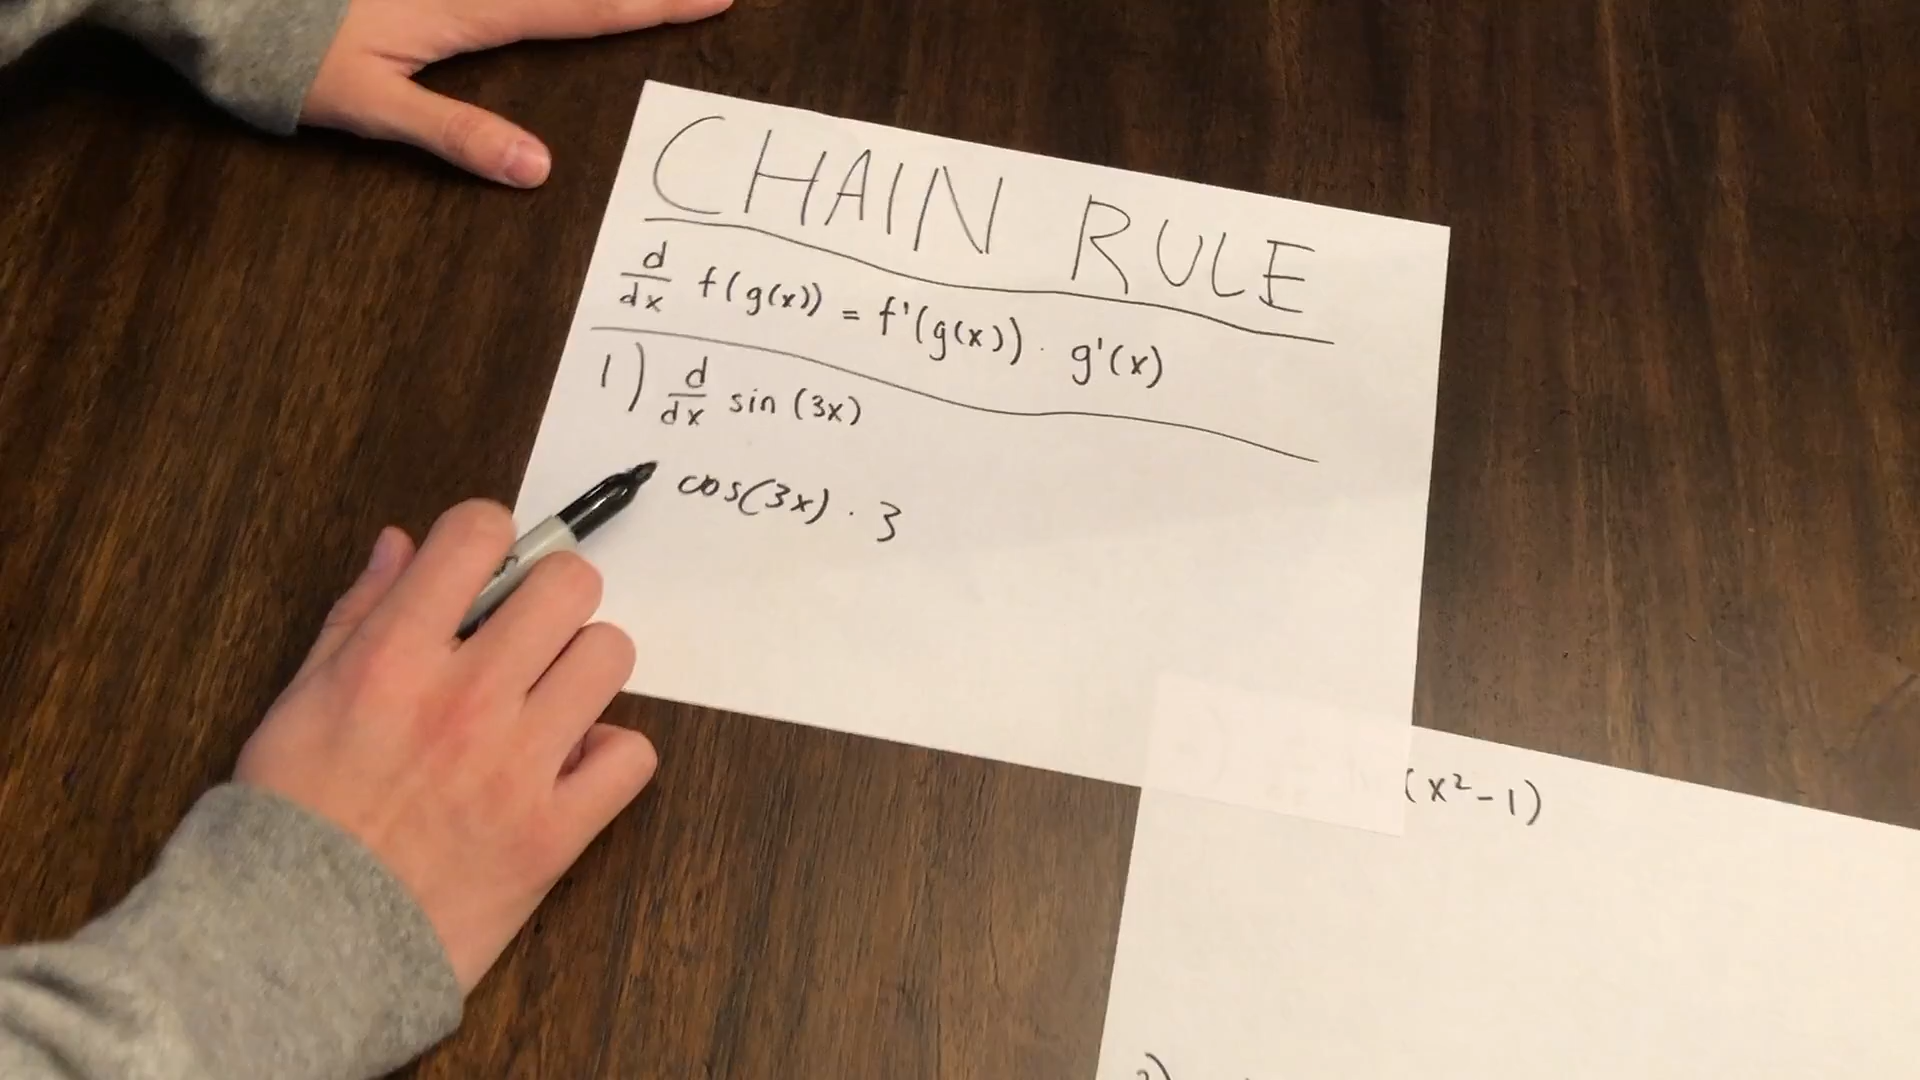 CHAIN RULE
d/dx f(g(x)) = f'(g(x)) · g'(x)
1) d/dx sin (3x)
cos(3x) · 3
(x²-1)